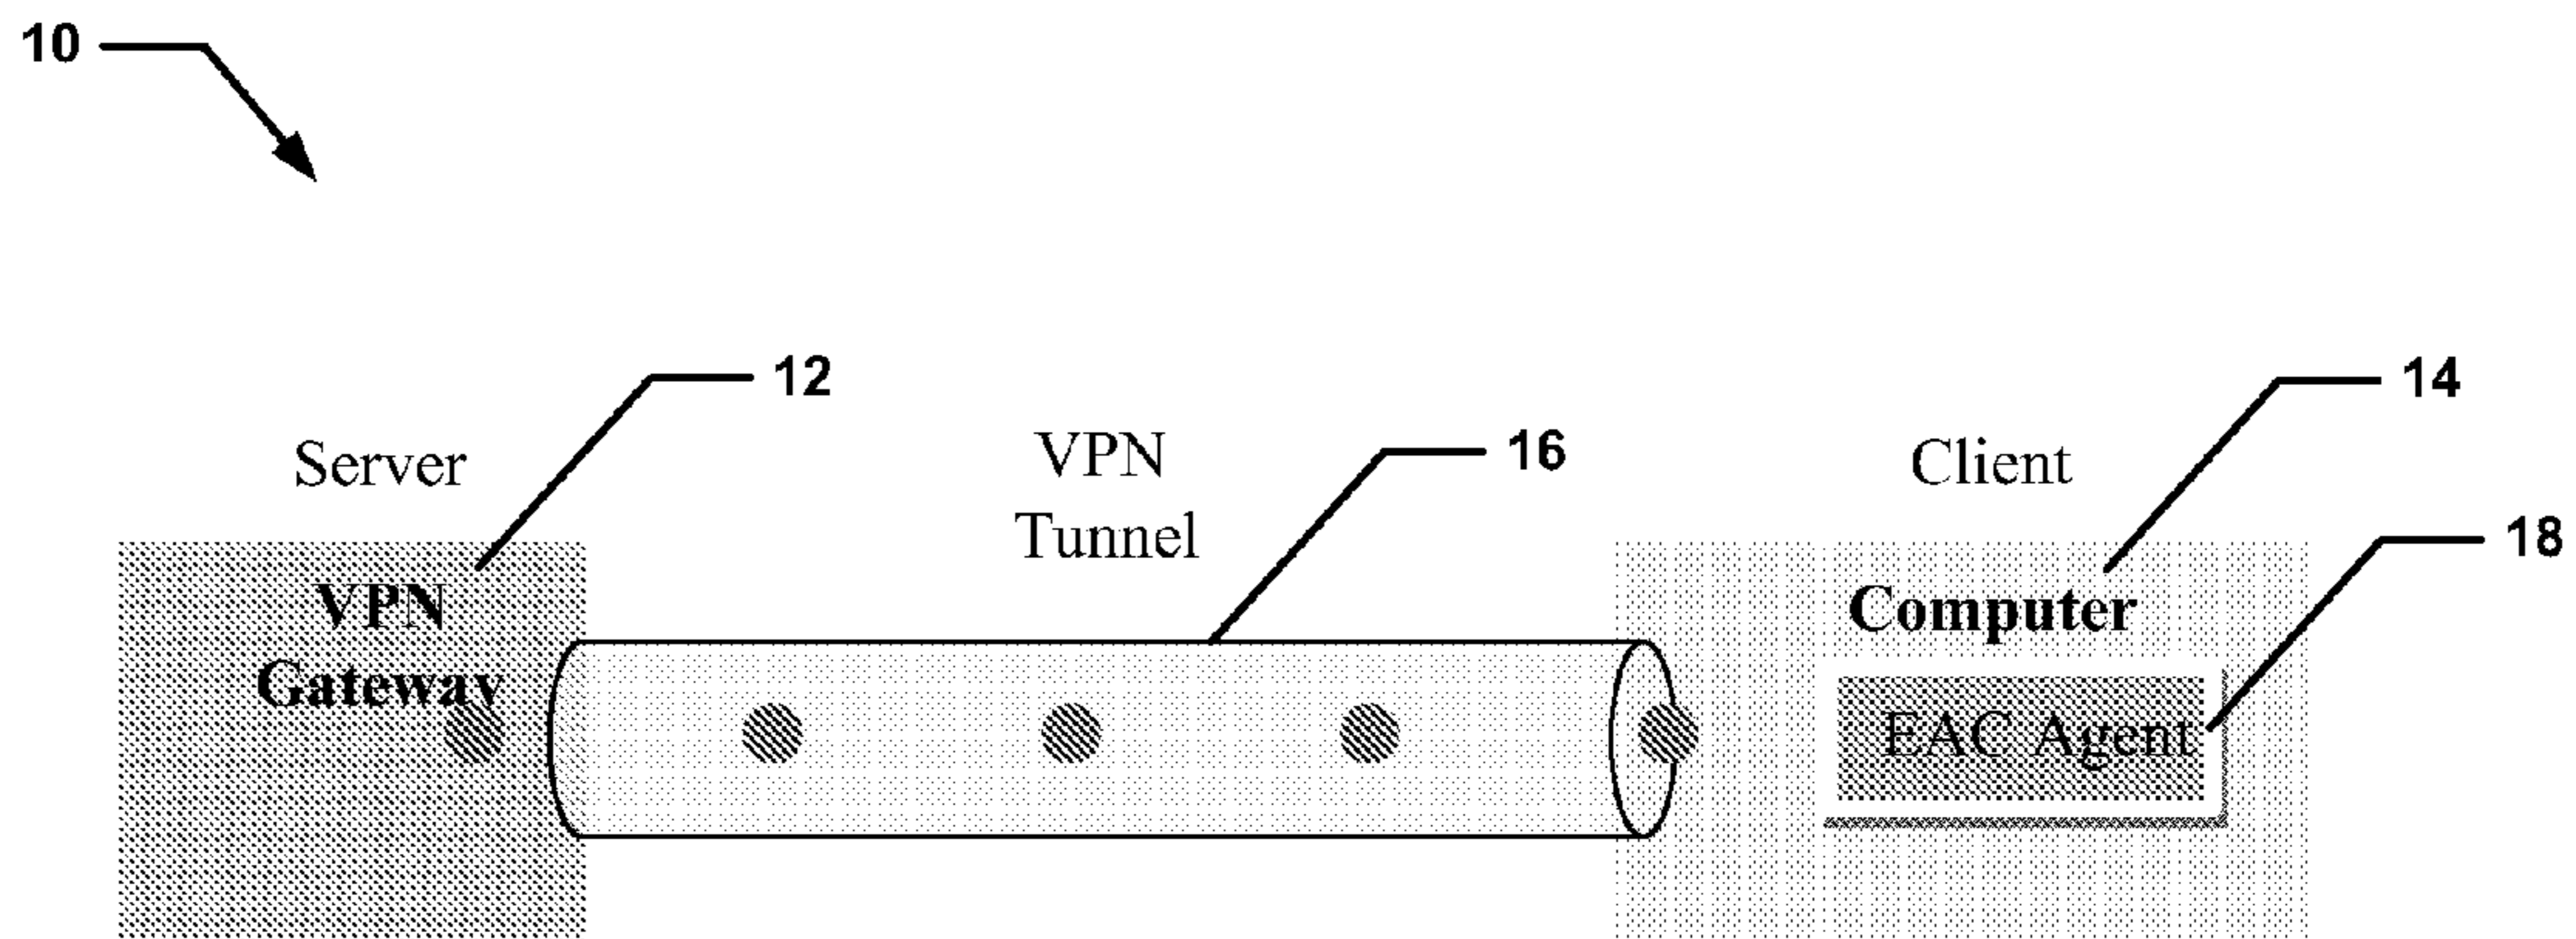 10
12
14
Server
VPN
Tunnel
16
Client
18
VPN
Gateway
Computer
EAC Agent